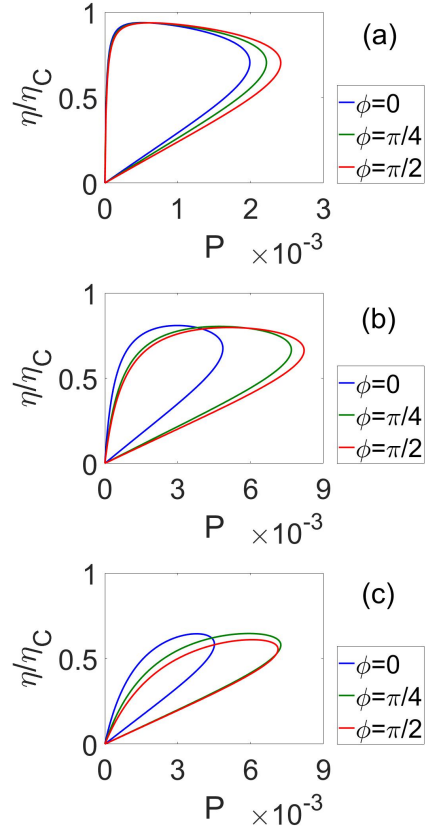 (a)
η/η_C
1
0.5
0
0 1 2 3
P ×10⁻³
ϕ=0
ϕ=π/4
ϕ=π/2
(b)
η/η_C
1
0.5
0
0 3 6 9
P ×10⁻³
ϕ=0
ϕ=π/4
ϕ=π/2
(c)
η/η_C
1
0.5
0
0 3 6 9
P ×10⁻³
ϕ=0
ϕ=π/4
ϕ=π/2